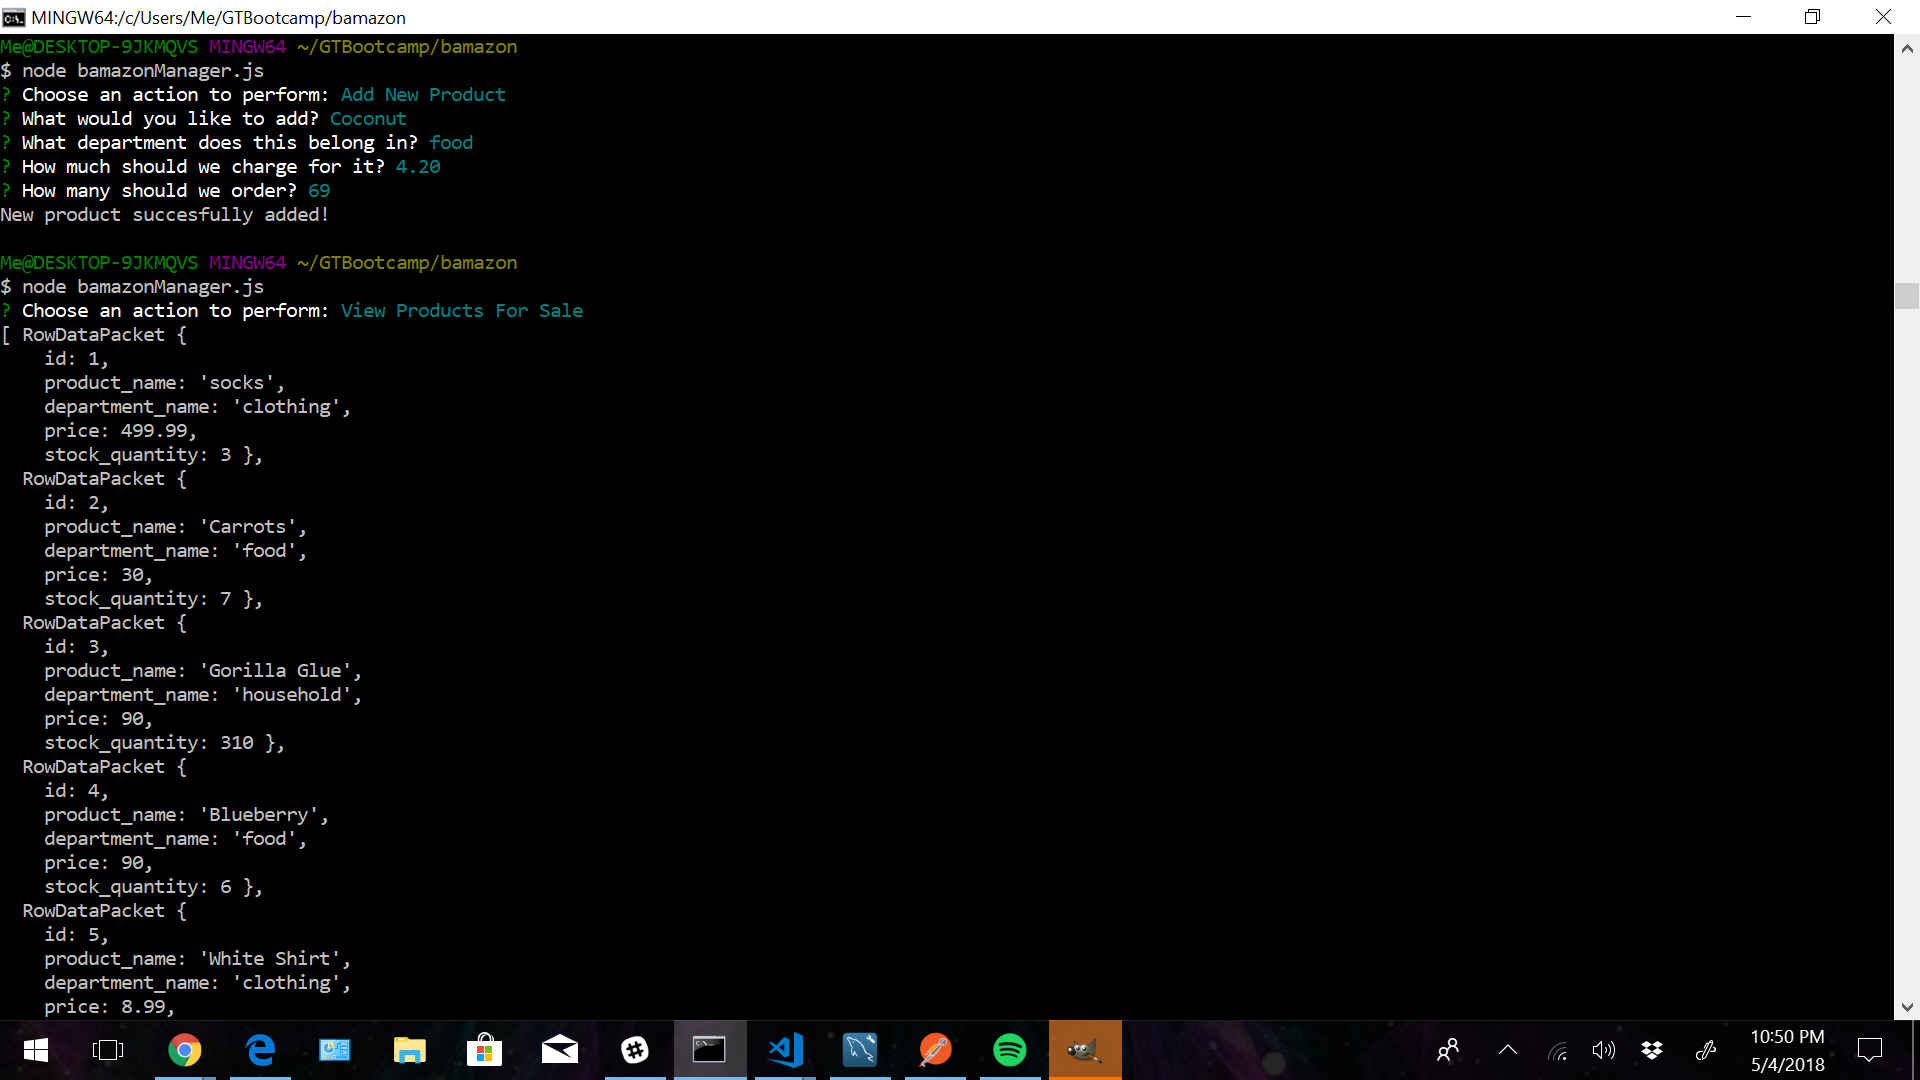 MINGW64:/c/Users/Me/GTBootcamp/bamazon
Me@DESKTOP-9JKMQVS MINGW64 ~/GTBootcamp/bamazon
$ node bamazonManager.js
? Choose an action to perform: Add New Product
? What would you like to add? Coconut
? What department does this belong in? food
? How much should we charge for it? 4.20
? How many should we order? 69
New product succesfully added!
Me@DESKTOP-9JKMQVS MINGW64 ~/GTBootcamp/bamazon
$ node bamazonManager.js
? Choose an action to perform: View Products For Sale
[ RowDataPacket {
id: 1,
product_name: 'socks',
department_name: 'clothing',
price: 499.99,
stock_quantity: 3 },
RowDataPacket {
id: 2,
product_name: 'Carrots',
department_name: 'food',
price: 30,
stock_quantity: 7 },
RowDataPacket {
id: 3,
product_name: 'Gorilla Glue',
department_name: 'household',
price: 90,
stock_quantity: 310 },
RowDataPacket {
id: 4,
product_name: 'Blueberry',
department_name: 'food',
price: 90,
stock_quantity: 6 },
RowDataPacket {
id: 5,
product_name: 'White Shirt',
department_name: 'clothing',
price: 8.99,
10:50 PM
5/4/2018